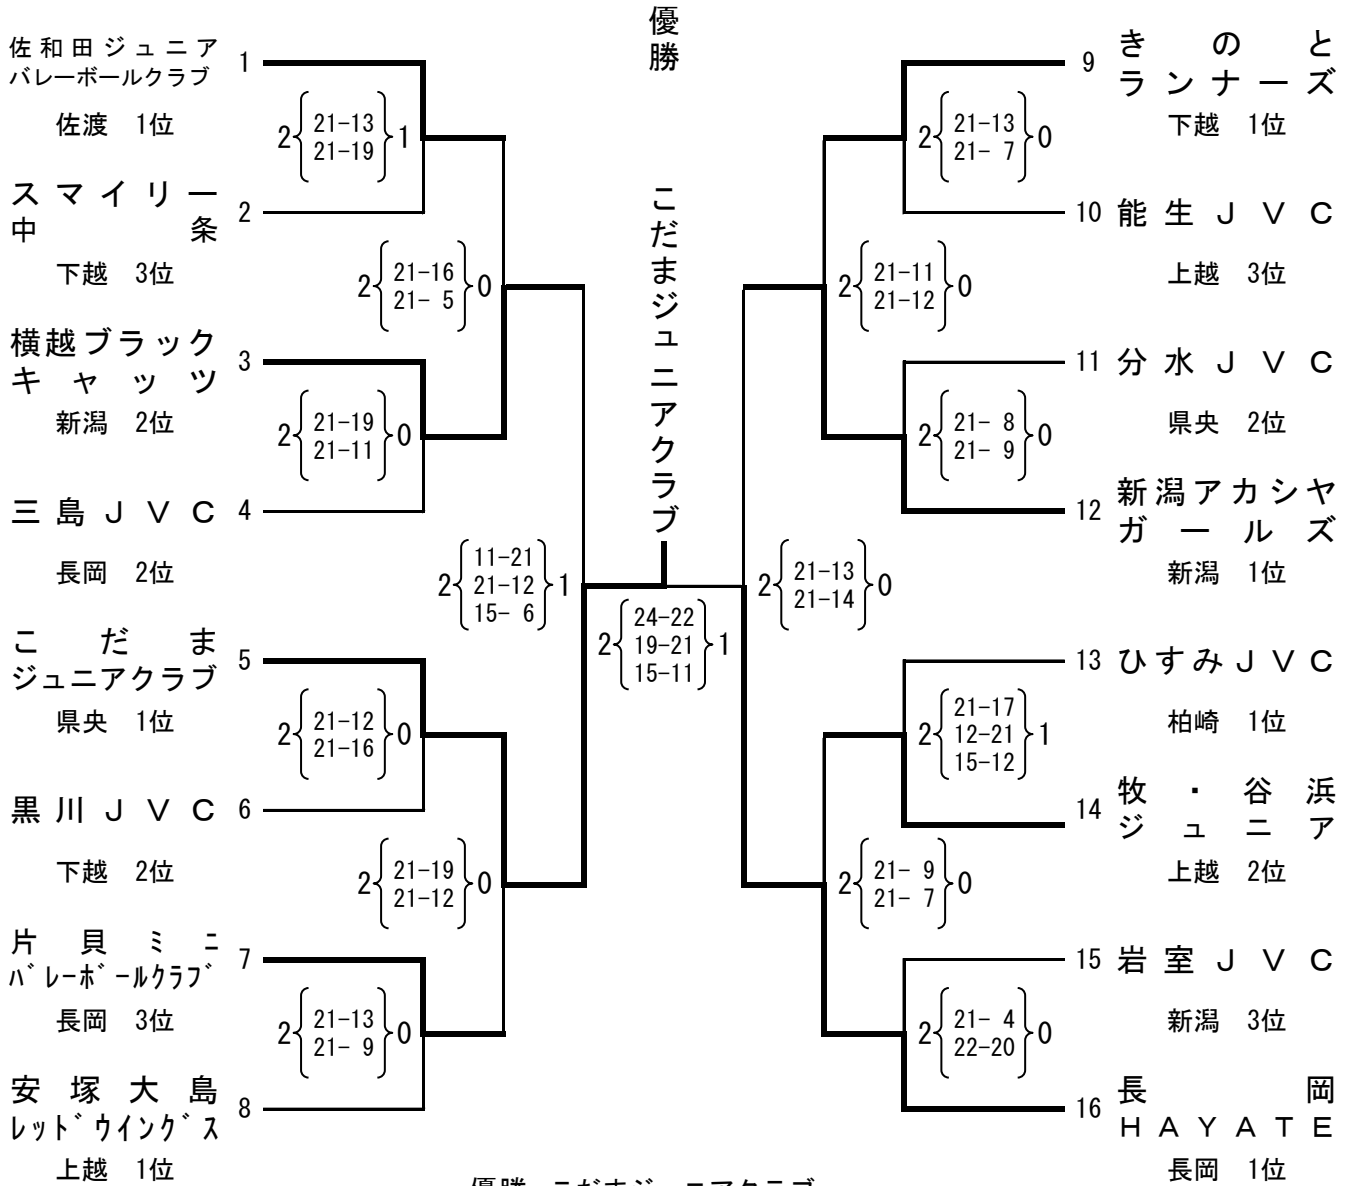 優勝
こだまジュニアクラブ
佐和田ジュニア
バレーボールクラブ
1
佐渡 1位
2 21-13 1
21-19
スマイリー
中条
2
下越 3位
2 21-16 0
21- 5
横越ブラック
キャッツ
3
新潟 2位
2 21-19 0
21-11
三島JVC 4
長岡 2位
2 11-21 1
21-12
15- 6
こだま
ジュニアクラブ
5
県央 1位
2 21-12 0
21-16
黒川JVC 6
下越 2位
2 21-19 0
21-12
片貝ミニ
バレーボールクラブ
7
長岡 3位
2 21-13 0
21- 9
安塚大島
レッドウイングス
8
上越 1位
2 24-22 1
19-21
15-11
9 きのと
ランナーズ
下越 1位
2 21-13 0
21- 7
10 能生JVC
上越 3位
2 21-11 0
21-12
11 分水JVC
県央 2位
2 21- 8 0
21- 9
12 新潟アカシヤ
ガールズ
新潟 1位
2 21-13 0
21-14
13 ひすみJVC
柏崎 1位
2 21-17 1
12-21
15-12
14 牧・谷浜
ジュニア
上越 2位
2 21- 9 0
21- 7
15 岩室JVC
新潟 3位
2 21- 4 0
22-20
16 長岡
HAYATE
長岡 1位